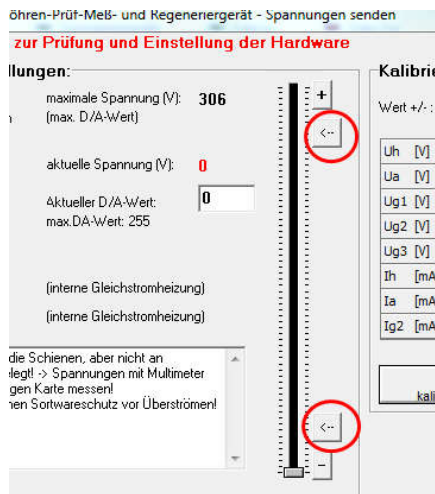 öhren-Prüf-Meß- und Regeneriergerät - Spannungen senden
zur Prüfung und Einstellung der Hardware
llungen:
maximale Spannung (V): 306
(max. D/A-Wert)
aktuelle Spannung (V): 0
Aktueller D/A-Wert: 0
max.DA-Wert: 255
(interne Gleichstromheizung)
(interne Gleichstromheizung)
die Schienen, aber nicht an
elegt! -> Spannungen mit Multimeter
gen Karte messen!
nen Sortwareschutz vor Überströmen!
+
<--
<--
-
Kalibrie
Wert +/- :
Uh [V]
Ua [V]
Ug1 [V]
Ug2 [V]
Ug3 [V]
Ih [mA
Ia [mA
Ig2 [mA
kali